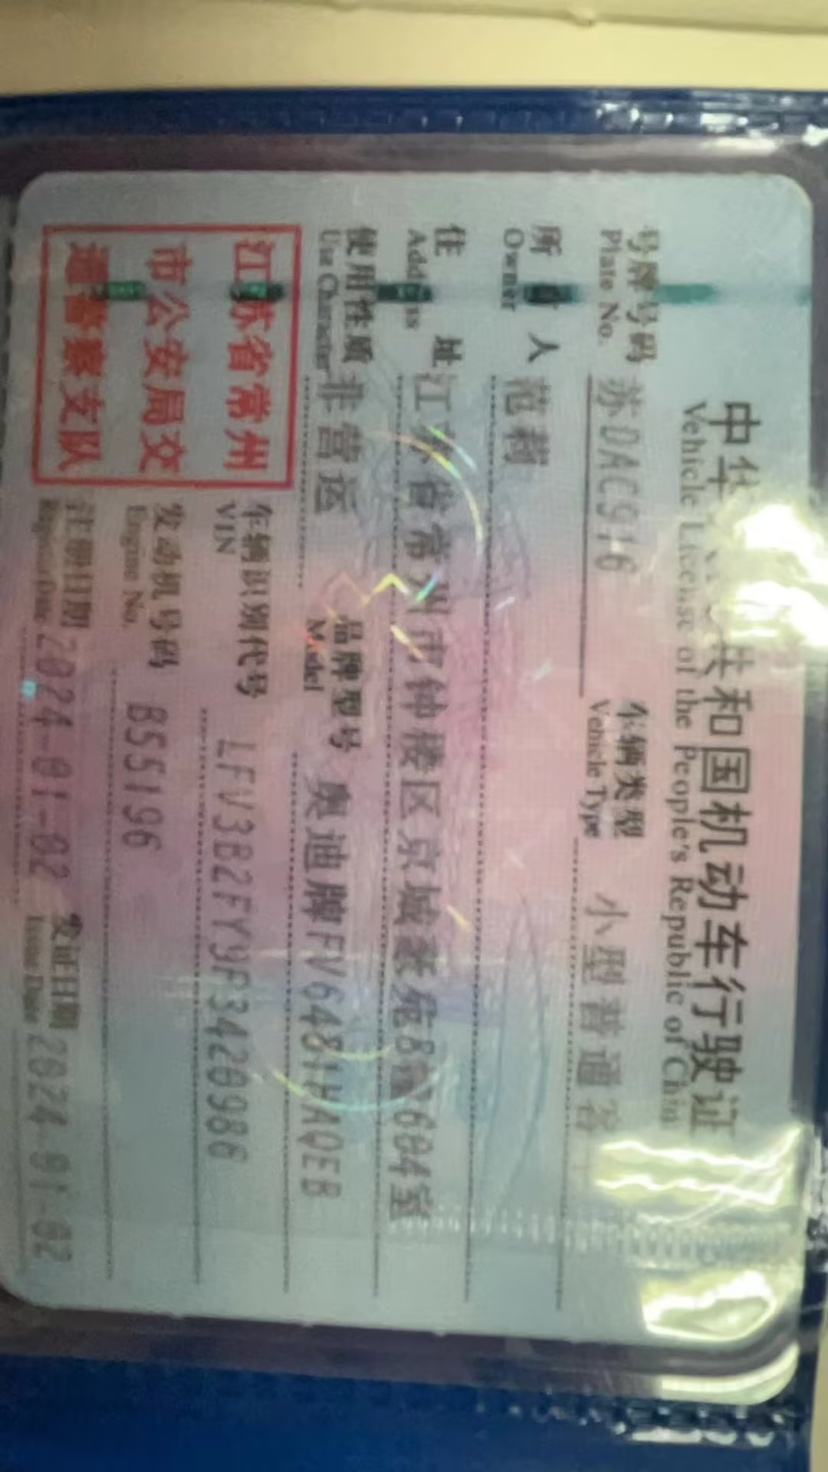 中华人民共和国机动车行驶证
Vehicle License of the People's Republic of China
号牌号码 苏DAC916 车辆类型 小型普通客
Plate No. Vehicle Type
所有人 范莉
Owner
住址 江苏省常州市钟楼区京城豪苑8 604室
Address
使用性质 非营运 品牌型号 奥迪牌FV6481HAQEB
Use Character Model
江苏省常州
市公安局交
通警察支队
车辆识别代号
VIN
发动机号码 B55196
Engine No.
注册日期 2024-01-02 发证日期 2024-01-02
Register Date Issue Date